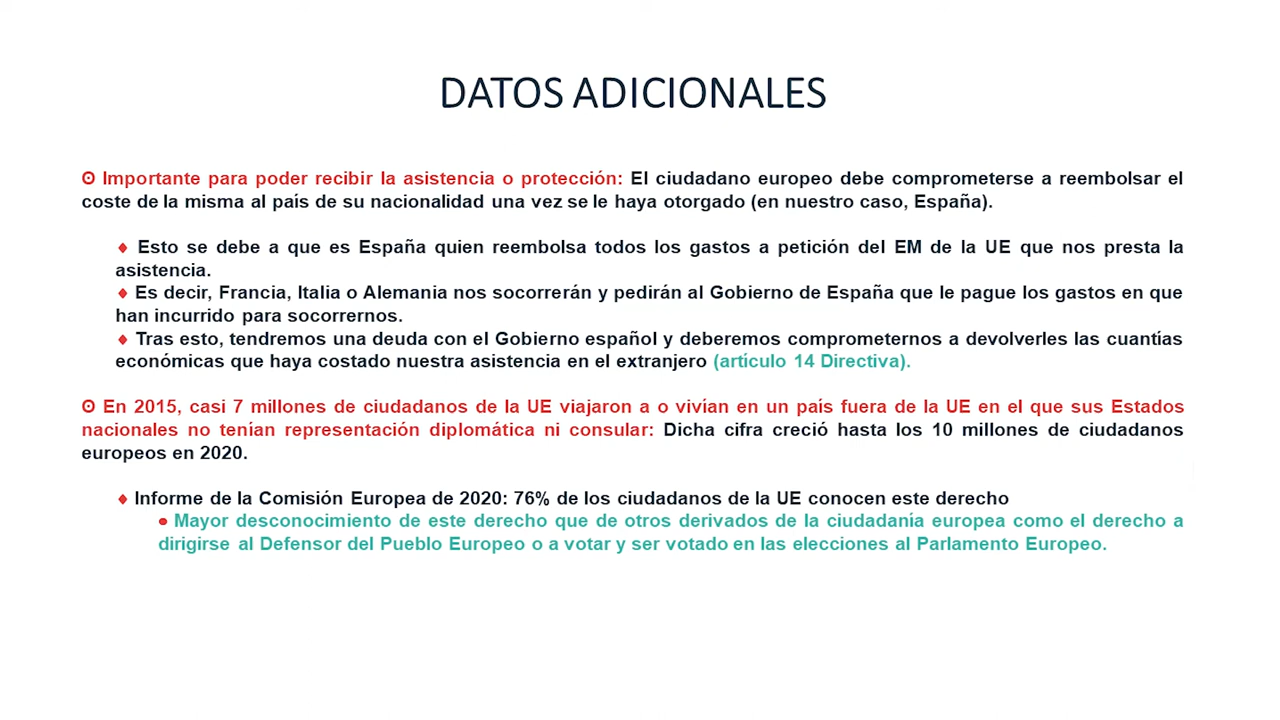 DATOS ADICIONALES
ʘ Importante para poder recibir la asistencia o protección: El ciudadano europeo debe comprometerse a reembolsar el
coste de la misma al país de su nacionalidad una vez se le haya otorgado (en nuestro caso, España).
♦ Esto se debe a que es España quien reembolsa todos los gastos a petición del EM de la UE que nos presta la
asistencia.
♦ Es decir, Francia, Italia o Alemania nos socorrerán y pedirán al Gobierno de España que le pague los gastos en que
han incurrido para socorrernos.
♦ Tras esto, tendremos una deuda con el Gobierno español y deberemos comprometernos a devolverles las cuantías
económicas que haya costado nuestra asistencia en el extranjero (artículo 14 Directiva).
ʘ En 2015, casi 7 millones de ciudadanos de la UE viajaron a o vivían en un país fuera de la UE en el que sus Estados
nacionales no tenían representación diplomática ni consular: Dicha cifra creció hasta los 10 millones de ciudadanos
europeos en 2020.
♦ Informe de la Comisión Europea de 2020: 76% de los ciudadanos de la UE conocen este derecho
● Mayor desconocimiento de este derecho que de otros derivados de la ciudadanía europea como el derecho a
dirigirse al Defensor del Pueblo Europeo o a votar y ser votado en las elecciones al Parlamento Europeo.